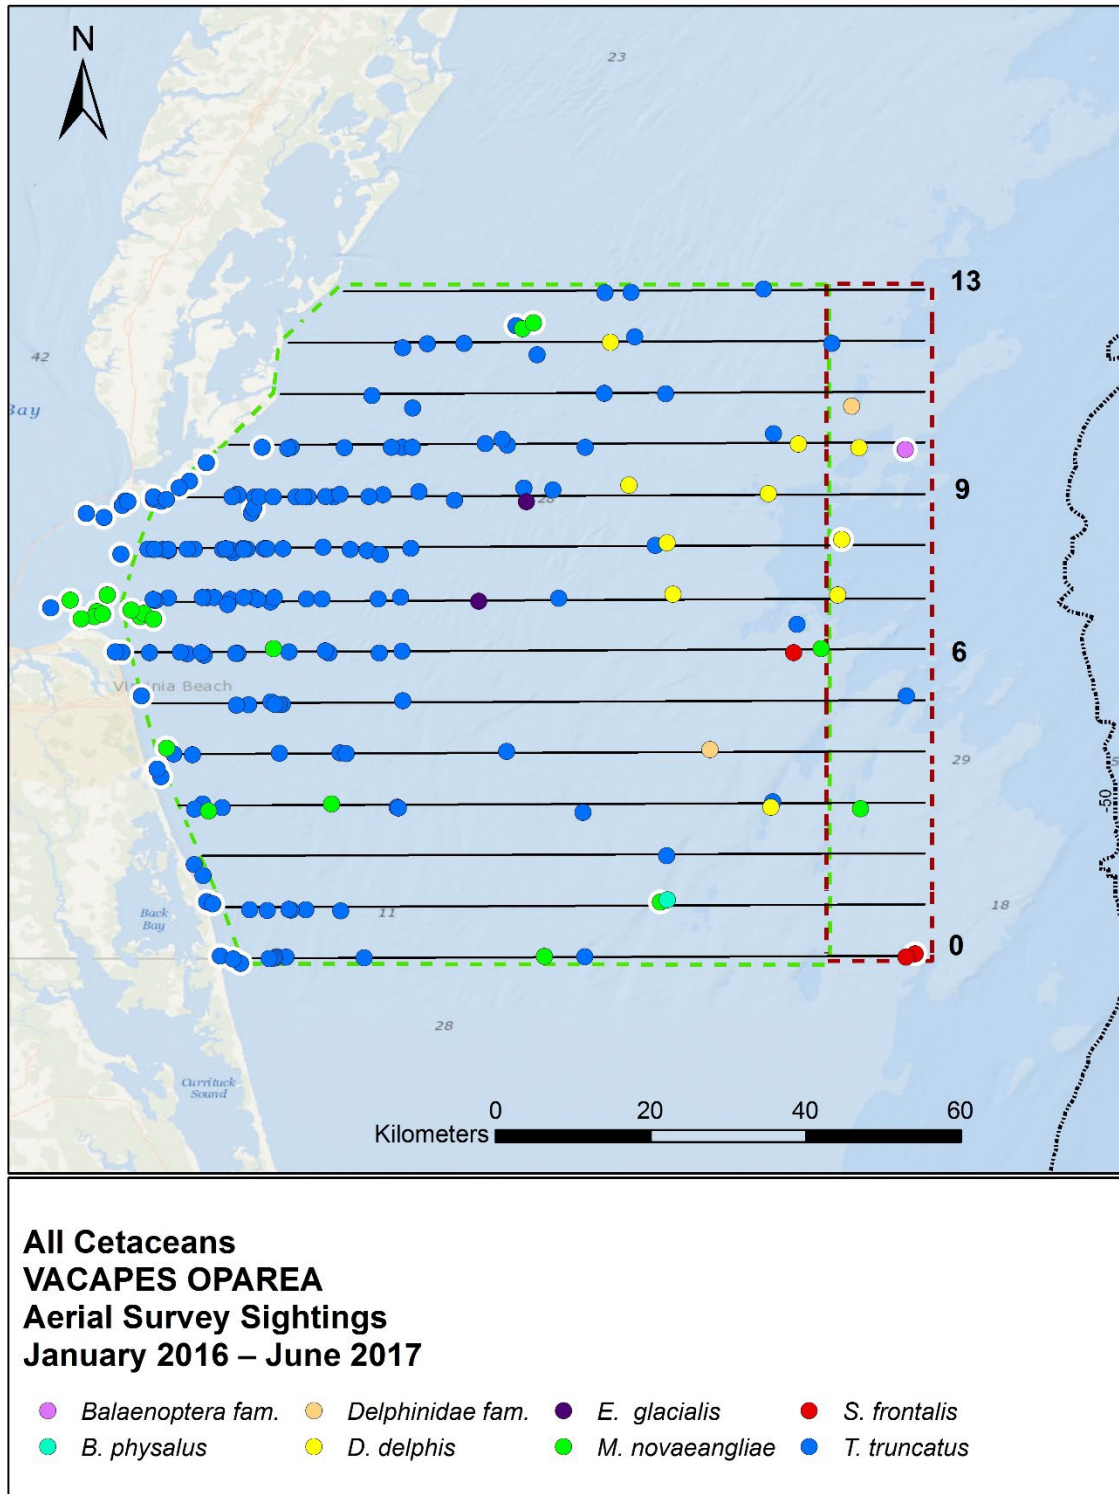 N
23
42
Bay
13
9
28
6
Virginia Beach
29
-50
Back
Bay
11
18
0
28
Currituck
Sound
0 20 40 60
Kilometers
All Cetaceans
VACAPES OPAREA
Aerial Survey Sightings
January 2016 – June 2017
Balaenoptera fam. Delphinidae fam. E. glacialis S. frontalis
B. physalus D. delphis M. novaeangliae T. truncatus